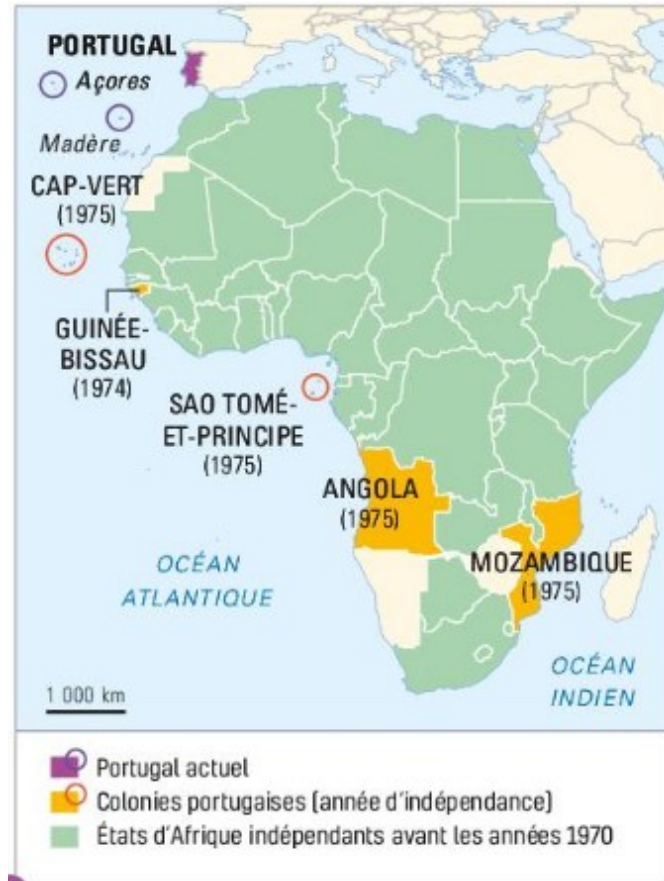 PORTUGAL
Açores
Madère
CAP-VERT
(1975)
GUINÉE-
BISSAU
(1974)
SAO TOMÉ-
ET-PRINCIPE
(1975)
ANGOLA
(1975)
MOZAMBIQUE
(1975)
OCÉAN
ATLANTIQUE
OCÉAN
INDIEN
1 000 km
Portugal actuel
Colonies portugaises (année d'indépendance)
États d'Afrique indépendants avant les années 1970